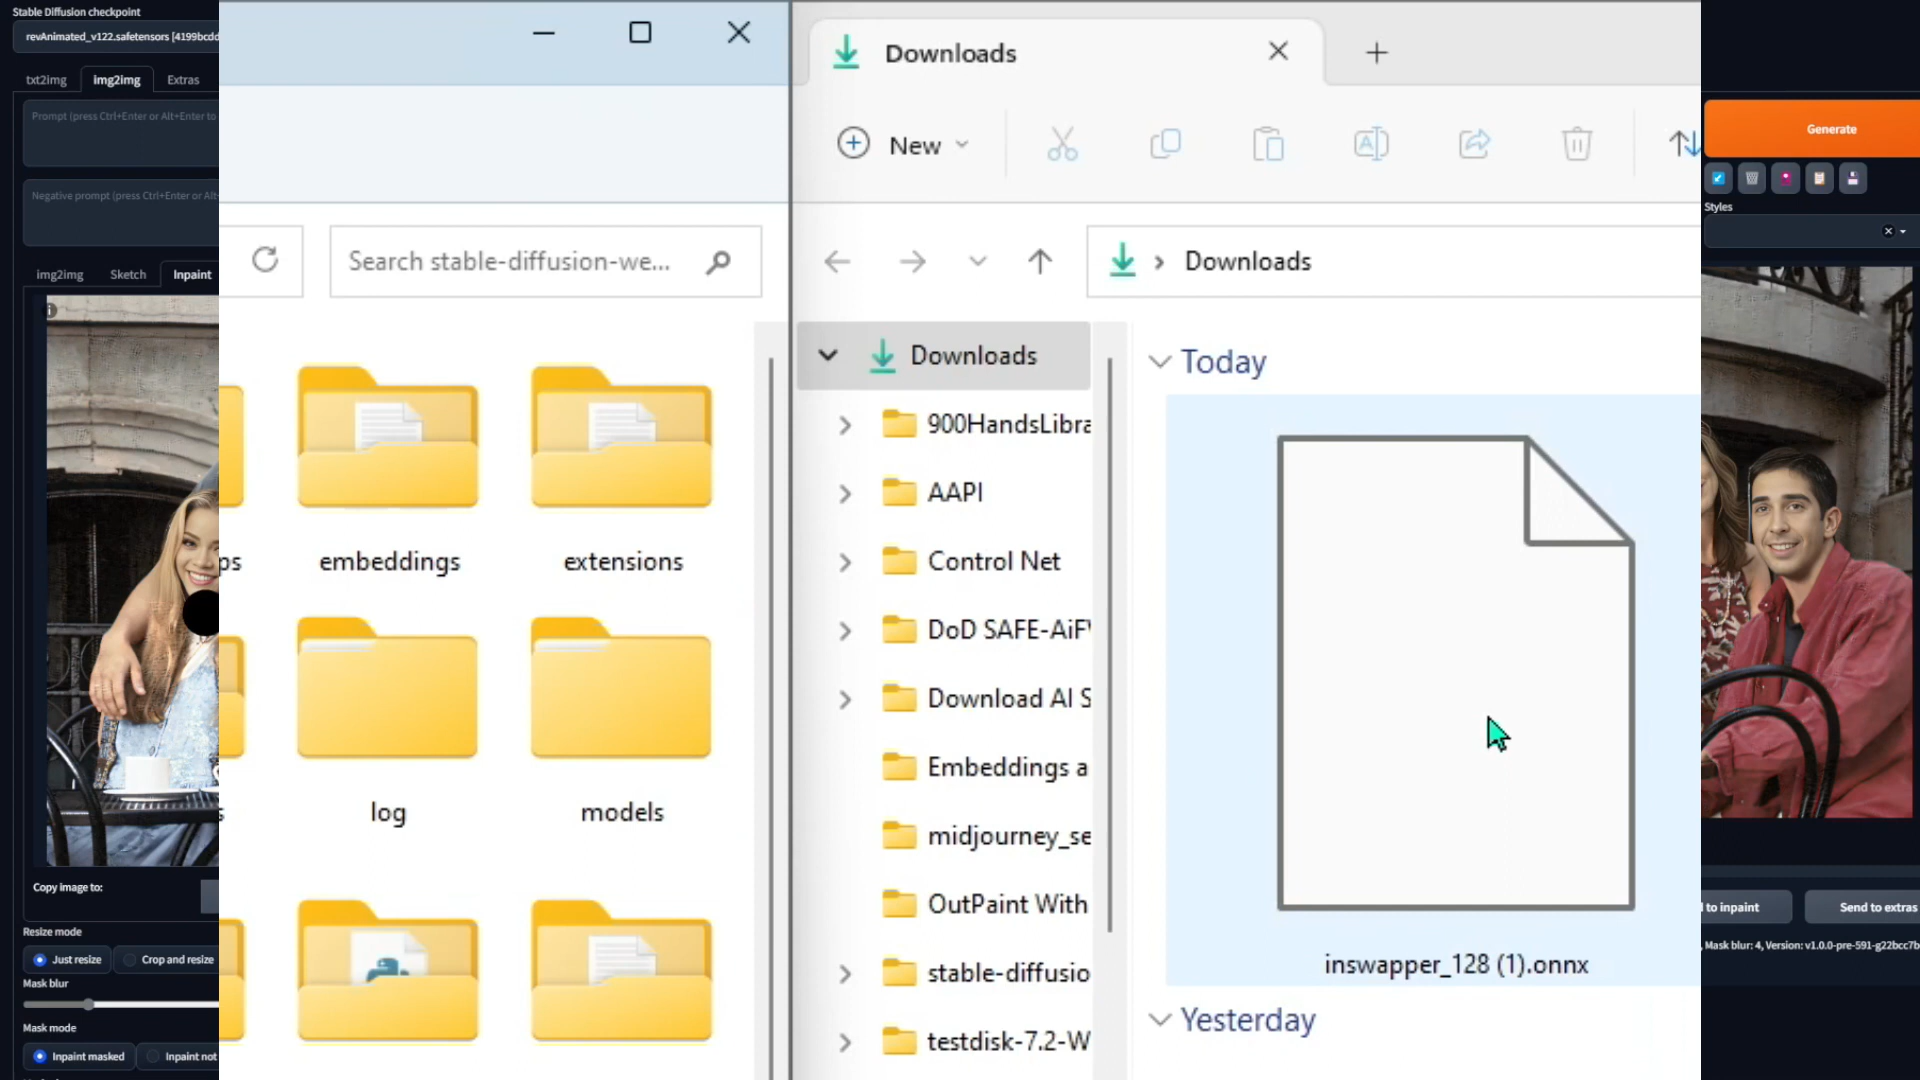 Stable Diffusion checkpoint
revAnimated_v122.safetensors [4199bcdd
txt2img
img2img
Extras
Prompt (press Ctrl+Enter or Alt+Enter to
Negative prompt (press Ctrl+Enter or Alt+
img2img
Sketch
Inpaint
Copy image to:
Resize mode
Just resize
Crop and resize
Mask blur
Mask mode
Inpaint masked
Inpaint not
Search stable-diffusion-we...
ps
embeddings
extensions
s
log
models
Downloads
New
Downloads
Downloads
900HandsLibra
AAPI
Control Net
DoD SAFE-AiF
Download AI S
Embeddings a
midjourney_se
OutPaint With
stable-diffusio
testdisk-7.2-W
Today
inswapper_128 (1).onnx
Yesterday
Generate
Styles
to inpaint
Send to extras
, Mask blur: 4, Version: v1.0.0-pre-591-g22bcc7b